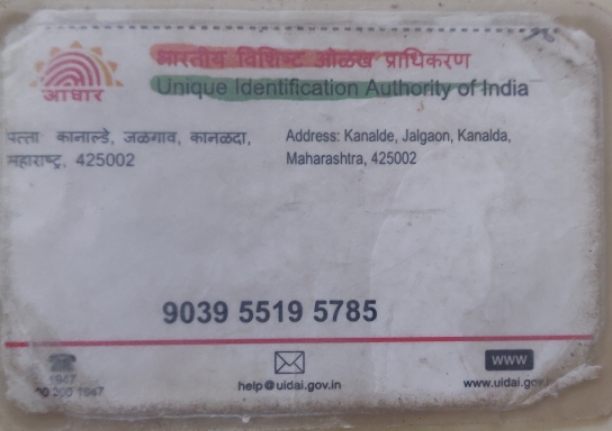 भारतीय विशिष्ट ओळख प्राधिकरण
Unique Identification Authority of India
आधार
पत्ता कानाल्डे, जळगाव, कानळदा,
महाराष्ट्र, 425002
Address: Kanalde, Jalgaon, Kanalda,
Maharashtra, 425002
9039 5519 5785
1947
help@uidai.gov.in
WWW
www.uidai.gov